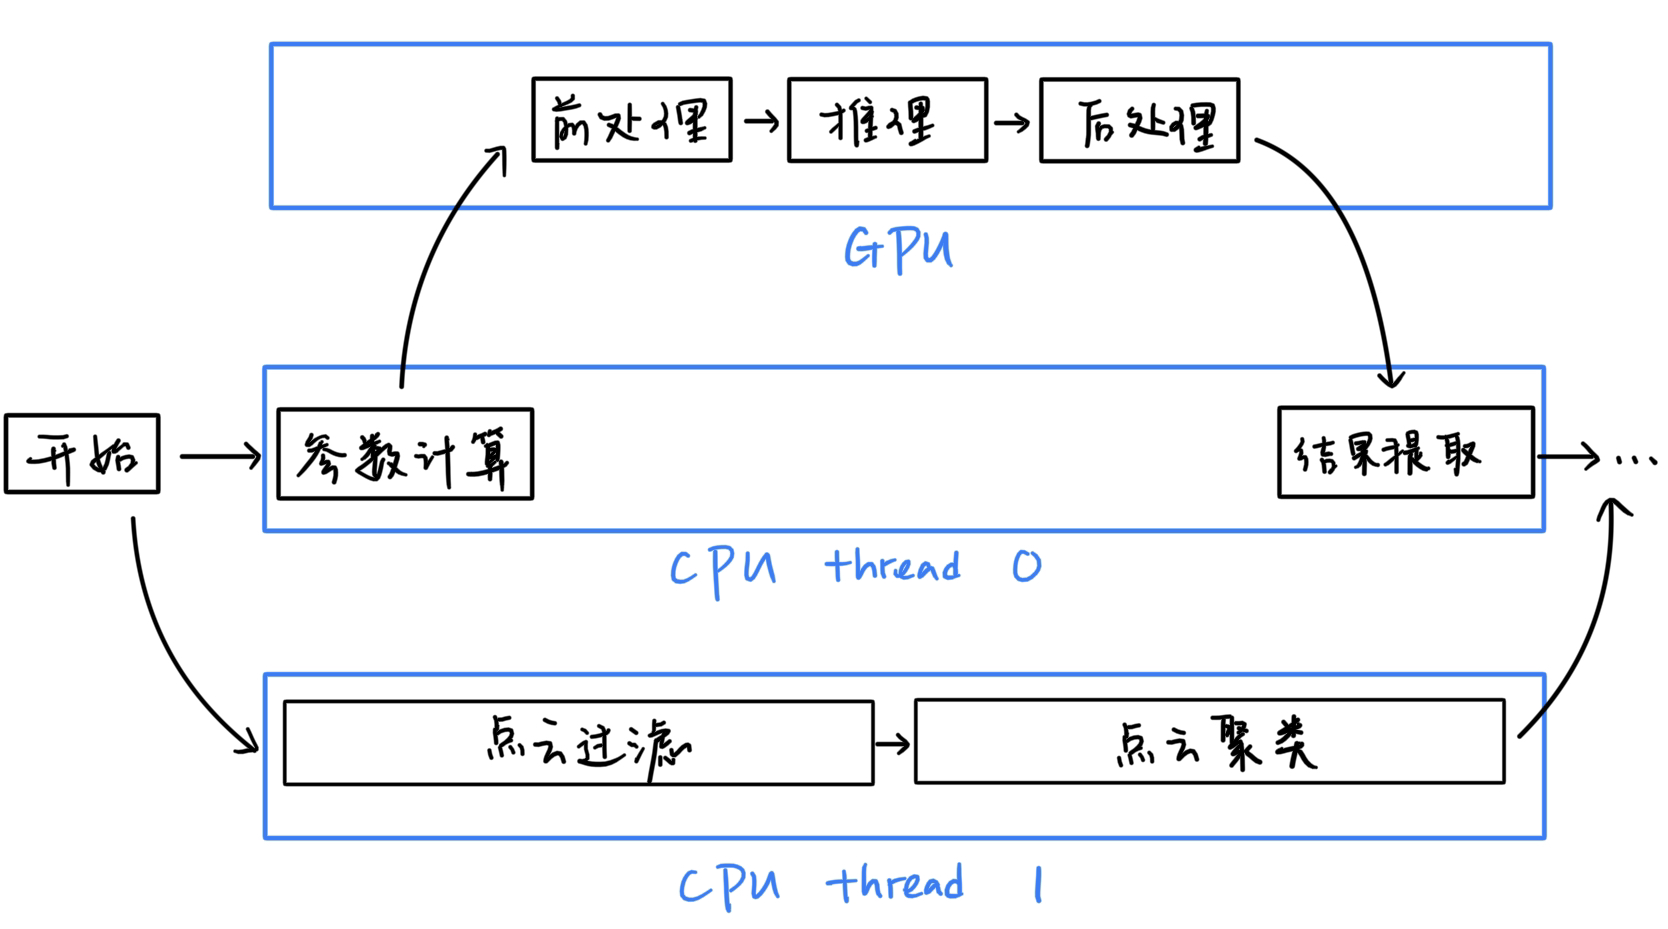 前处理
推理
后处理
GPU
开始
参数计算
结果提取
...
CPU thread 0
点云过滤
点云聚类
CPU thread 1